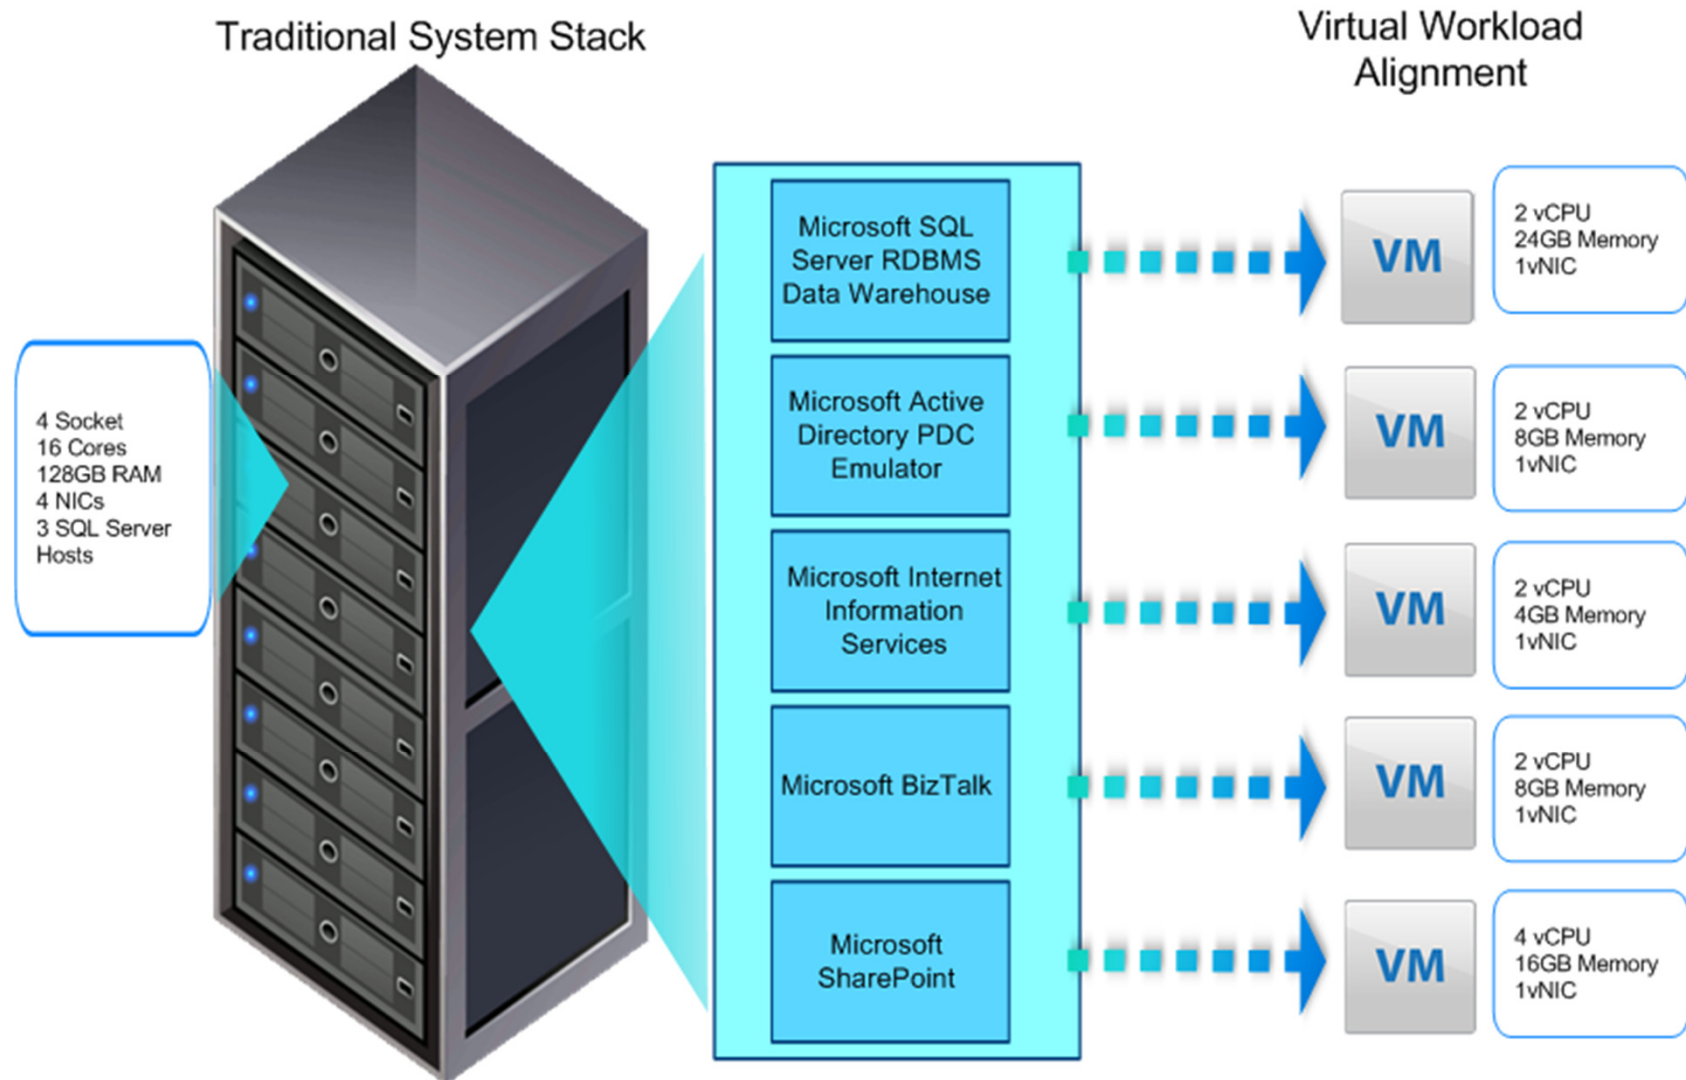 Traditional System Stack
Virtual Workload
Alignment
4 Socket
16 Cores
128GB RAM
4 NICs
3 SQL Server
Hosts
Microsoft SQL
Server RDBMS
Data Warehouse
VM
2 vCPU
24GB Memory
1vNIC
Microsoft Active
Directory PDC
Emulator
VM
2 vCPU
8GB Memory
1vNIC
Microsoft Internet
Information
Services
VM
2 vCPU
4GB Memory
1vNIC
Microsoft BizTalk
VM
2 vCPU
8GB Memory
1vNIC
Microsoft
SharePoint
VM
4 vCPU
16GB Memory
1vNIC